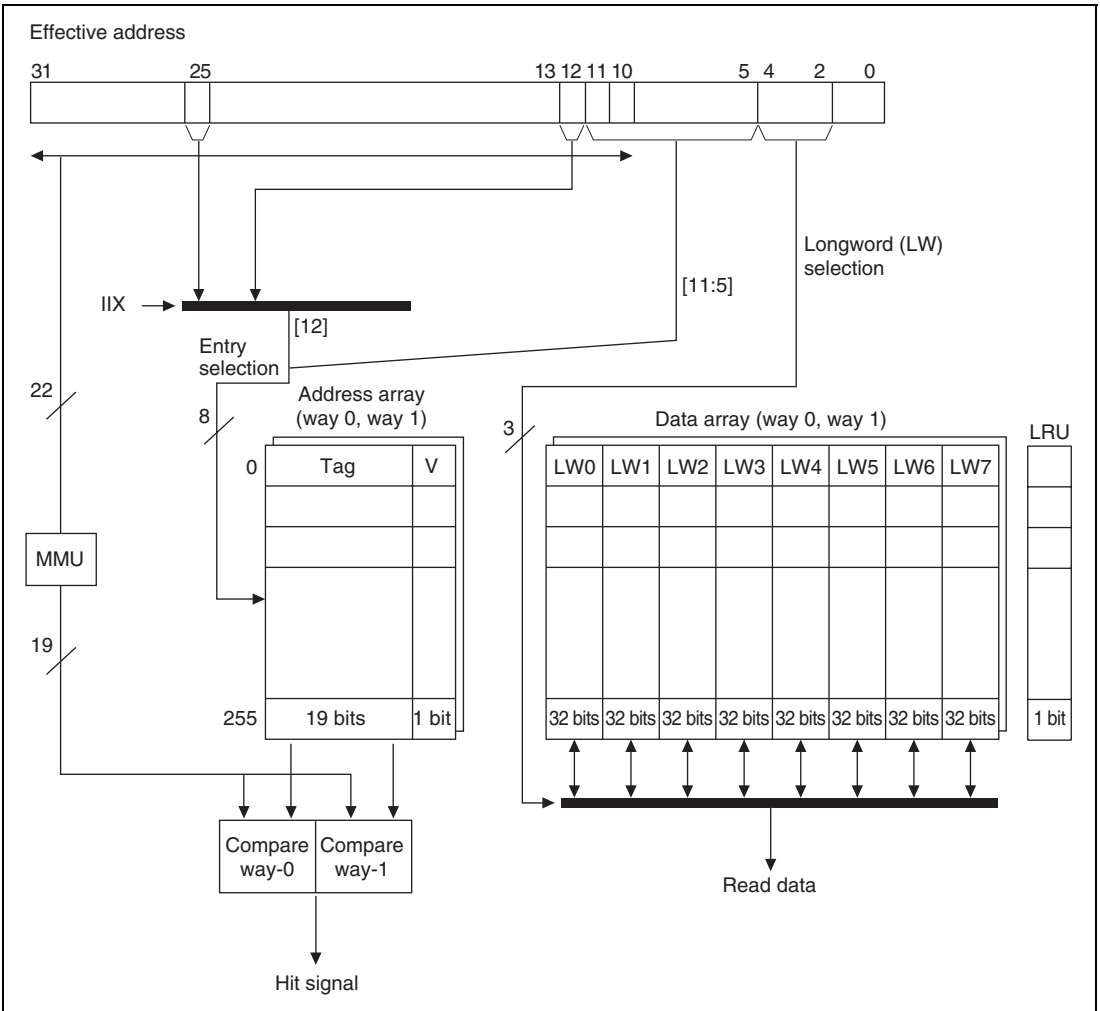 Effective address
31 25 13 12 11 10 5 4 2 0
Longword (LW)
selection
[11:5]
IIX
[12]
Entry
selection
22
8
Address array
(way 0, way 1)
3
Data array (way 0, way 1)
LRU
0 Tag V
LW0 LW1 LW2 LW3 LW4 LW5 LW6 LW7
MMU
19
255 19 bits 1 bit
32 bits 32 bits 32 bits 32 bits 32 bits 32 bits 32 bits 32 bits
1 bit
Compare
way-0
Compare
way-1
Read data
Hit signal